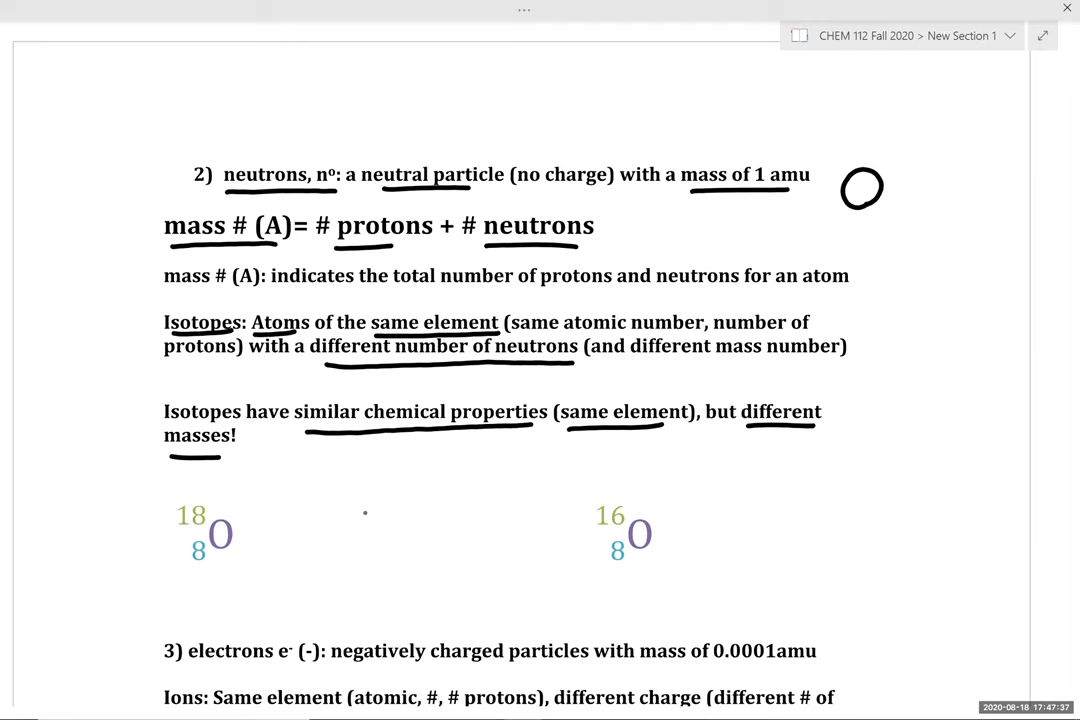 CHEM 112 Fall 2020 > New Section 1
2) neutrons, nº: a neutral particle (no charge) with a mass of 1 amu
mass # (A)= # protons + # neutrons
mass # (A): indicates the total number of protons and neutrons for an atom
Isotopes: Atoms of the same element (same atomic number, number of
protons) with a different number of neutrons (and different mass number)
Isotopes have similar chemical properties (same element), but different
masses!
18 8 O 16 8 O
3) electrons e⁻ (-): negatively charged particles with mass of 0.0001amu
Ions: Same element (atomic, #, # protons), different charge (different # of
2020-08-18 17:47:37